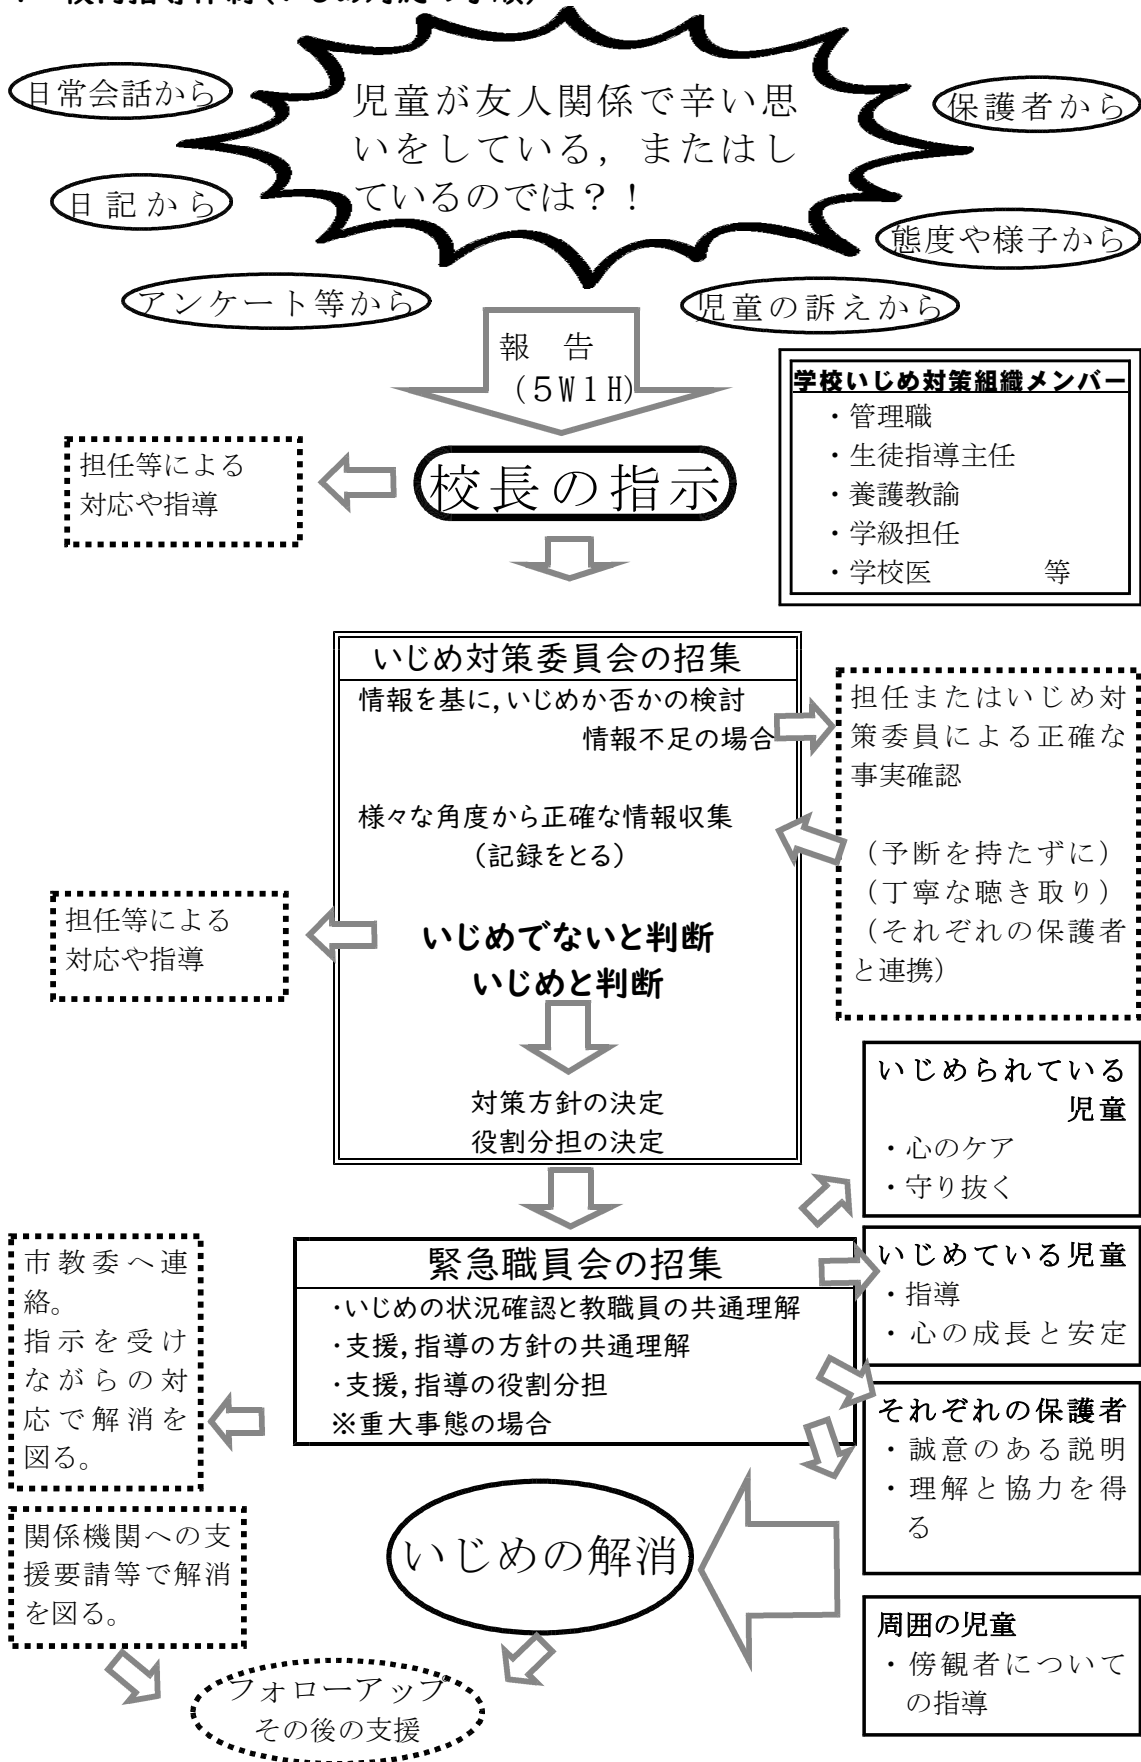 児童が友人関係で辛い思
いをしている，またはし
ているのでは？！
日常会話から
日記から
アンケート等から
保護者から
態度や様子から
児童の訴えから
報　告
(５Ｗ１Ｈ)
学校いじめ対策組織メンバー
・管理職
・生徒指導主任
・養護教諭
・学級担任
・学校医　　　等
校長の指示
担任等による
対応や指導
いじめ対策委員会の招集
情報を基に，いじめか否かの検討
情報不足の場合
様々な角度から正確な情報収集
（記録をとる）
いじめでないと判断
いじめと判断
対策方針の決定
役割分担の決定
担任またはいじめ対
策委員による正確な
事実確認
（予断を持たずに）
（丁寧な聴き取り）
（それぞれの保護者
と連携）
担任等による
対応や指導
緊急職員会の招集
・いじめの状況確認と教職員の共通理解
・支援，指導の方針の共通理解
・支援，指導の役割分担
※重大事態の場合
いじめられている
児童
・心のケア
・守り抜く
いじめている児童
・指導
・心の成長と安定
それぞれの保護者
・誠意のある説明
・理解と協力を得
る
周囲の児童
・傍観者について
の指導
市教委へ連
絡。
指示を受け
ながらの対
応で解消を
図る。
関係機関への支
援要請等で解消
を図る。
いじめの解消
フォローアップ
その後の支援